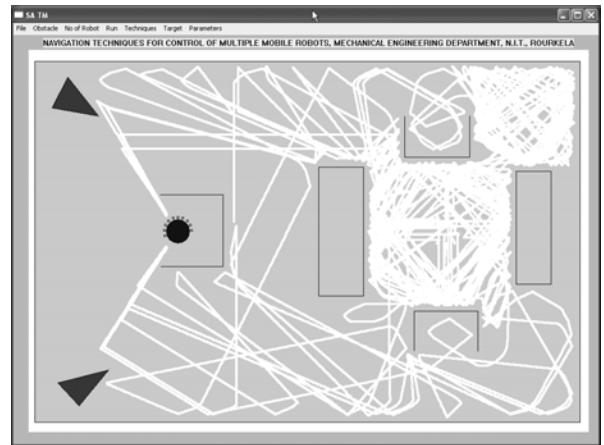 SA TM
File Obstacle No of Robot Run Techniques Target Parameters
NAVIGATION TECHNIQUES FOR CONTROL OF MULTIPLE MOBILE ROBOTS, MECHANICAL ENGINEERING DEPARTMENT, N.I.T., ROURKELA